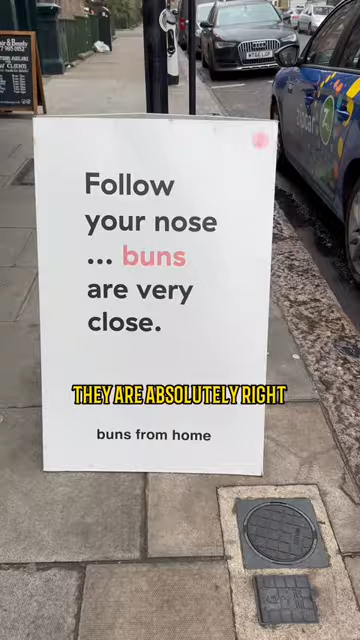 Follow
your nose
... buns
are very
close.
THEY ARE ABSOLUTELY RIGHT
buns from home